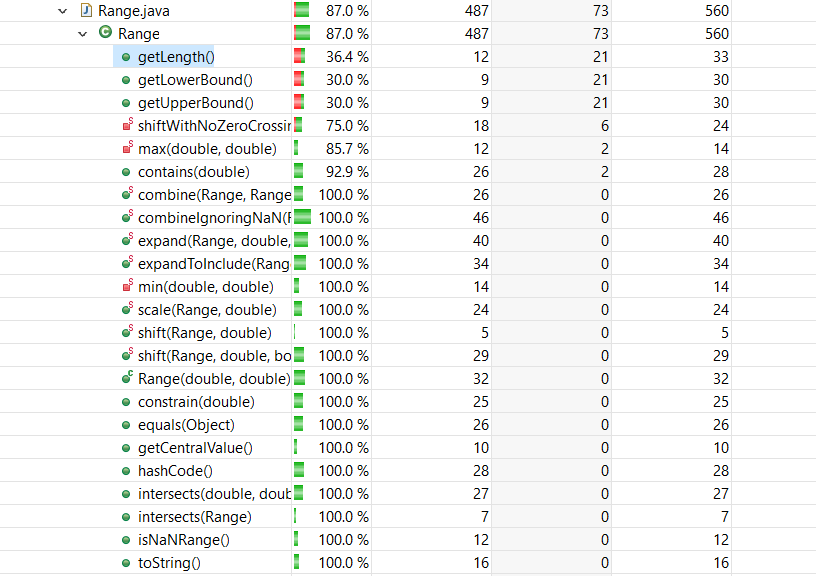 Range.java 87.0 % 487 73 560
Range 87.0 % 487 73 560
getLength() 36.4 % 12 21 33
getLowerBound() 30.0 % 9 21 30
getUpperBound() 30.0 % 9 21 30
shiftWithNoZeroCrossin 75.0 % 18 6 24
max(double, double) 85.7 % 12 2 14
contains(double) 92.9 % 26 2 28
combine(Range, Range 100.0 % 26 0 26
combineIgnoringNaN(R 100.0 % 46 0 46
expand(Range, double, 100.0 % 40 0 40
expandToInclude(Rang 100.0 % 34 0 34
min(double, double) 100.0 % 14 0 14
scale(Range, double) 100.0 % 24 0 24
shift(Range, double) 100.0 % 5 0 5
shift(Range, double, bo 100.0 % 29 0 29
Range(double, double) 100.0 % 32 0 32
constrain(double) 100.0 % 25 0 25
equals(Object) 100.0 % 26 0 26
getCentralValue() 100.0 % 10 0 10
hashCode() 100.0 % 28 0 28
intersects(double, doub 100.0 % 27 0 27
intersects(Range) 100.0 % 7 0 7
isNaNRange() 100.0 % 12 0 12
toString() 100.0 % 16 0 16